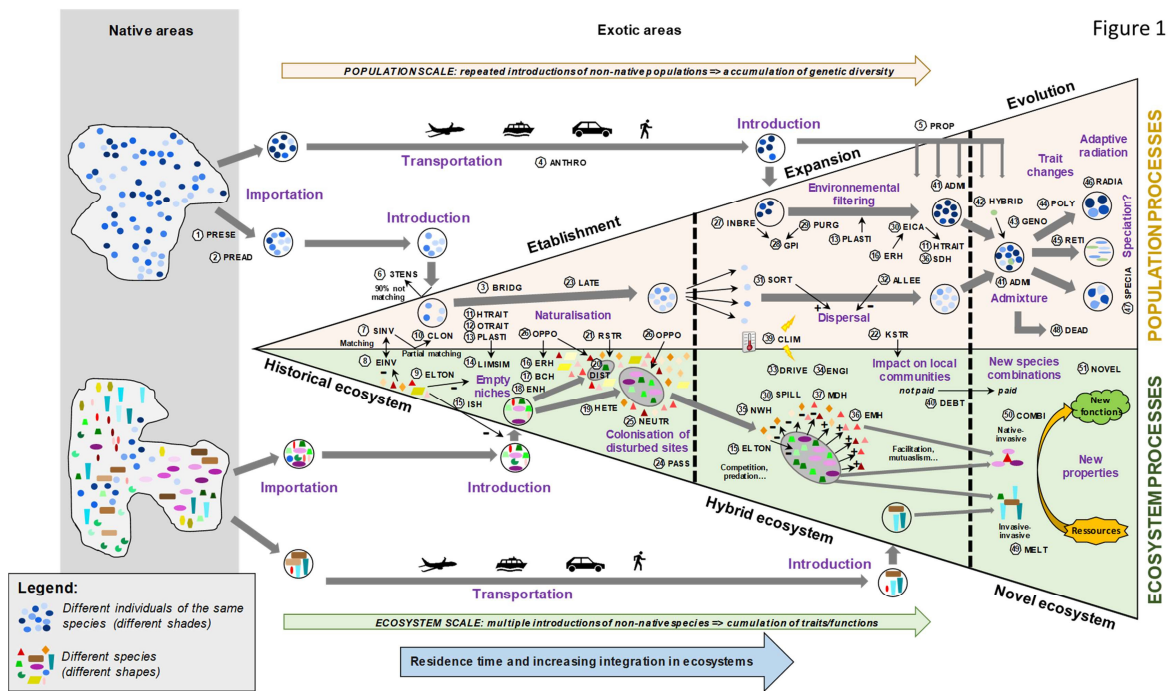 Figure 1
Native areas
Exotic areas
POPULATION SCALE: repeated introductions of non-native populations => accumulation of genetic diversity
Importation
1 PRESE
2 PREAD
Transportation
4 ANTHRO
Introduction
Introduction
Etablishment
Expansion
Evolution
5 PROP
POPULATION PROCESSES
6 3TENS
90% not
matching
3 BRIDG
23 LATE
7 SINV
Matching
10 CLON
Partial matching
11 HTRAIT
12 OTRAIT
13 PLASTI
Naturalisation
26 OPPO
21 RSTR
26 OPPO
27 INBRE
29 PURG
28 GPI
Environnemental
filtering
13 PLASTI
30 EICA
16 ERH
41 ADMI
11 HTRAIT
36 SDH
31 SORT
32 ALLEE
+
-
Dispersal
39 CLIM
22 KSTR
Trait
changes
Adaptive
radiation
42 HYBRID
43 GENO
44 POLY
46 RADIA
45 RETI
47 SPECIA
Speciation?
41 ADMI
Admixture
48 DEAD
Historical ecosystem
Hybrid ecosystem
Novel ecosystem
8 EINV
9 ELTON
-
-
14 LIMSIM
15 ISH
-
-
Empty
niches
16 ERH
17 BCH
18 ENH
20
DIST
19 HETE
25 NEUTR
Colonisation of
disturbed sites
24 PASS
33 DRIVE
34 ENGI
30 SPILL
37 MDH
35 NWH
36 EMH
15 ELTON
Competition,
predation…
Impact on local
communities
not paid
paid
40 DEBT
Facilitation,
mutuaslism…
New species
combinations
50 COMBI
Native-
invasive
Invasive-
invasive
49 MELT
51 NOVEL
New
fonctions
New
properties
Ressources
ECOSYSTEM PROCESSES
Importation
Introduction
Transportation
Introduction
ECOSYSTEM SCALE: multiple introductions of non-native species => cumulation of traits/functions
Residence time and increasing integration in ecosystems
Legend:
Different individuals of the same
species (different shades)
Different species
(different shapes)